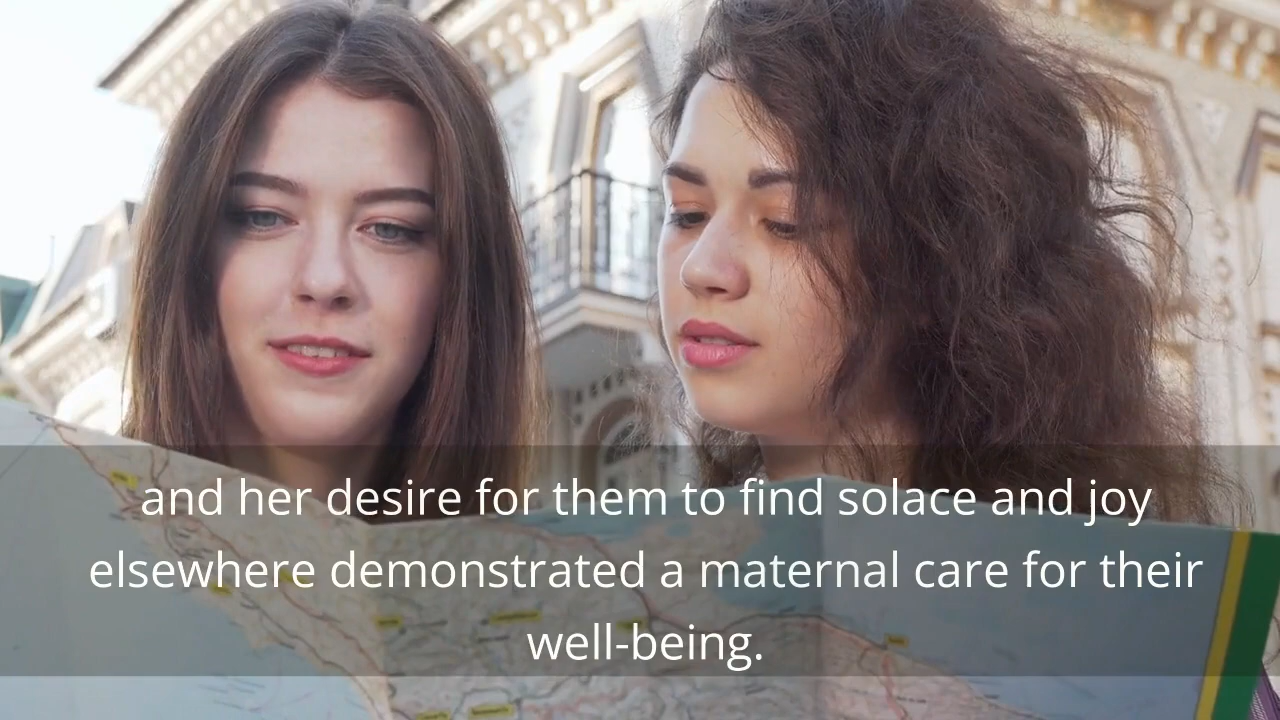 and her desire for them to find solace and joy
elsewhere demonstrated a maternal care for their
well-being.